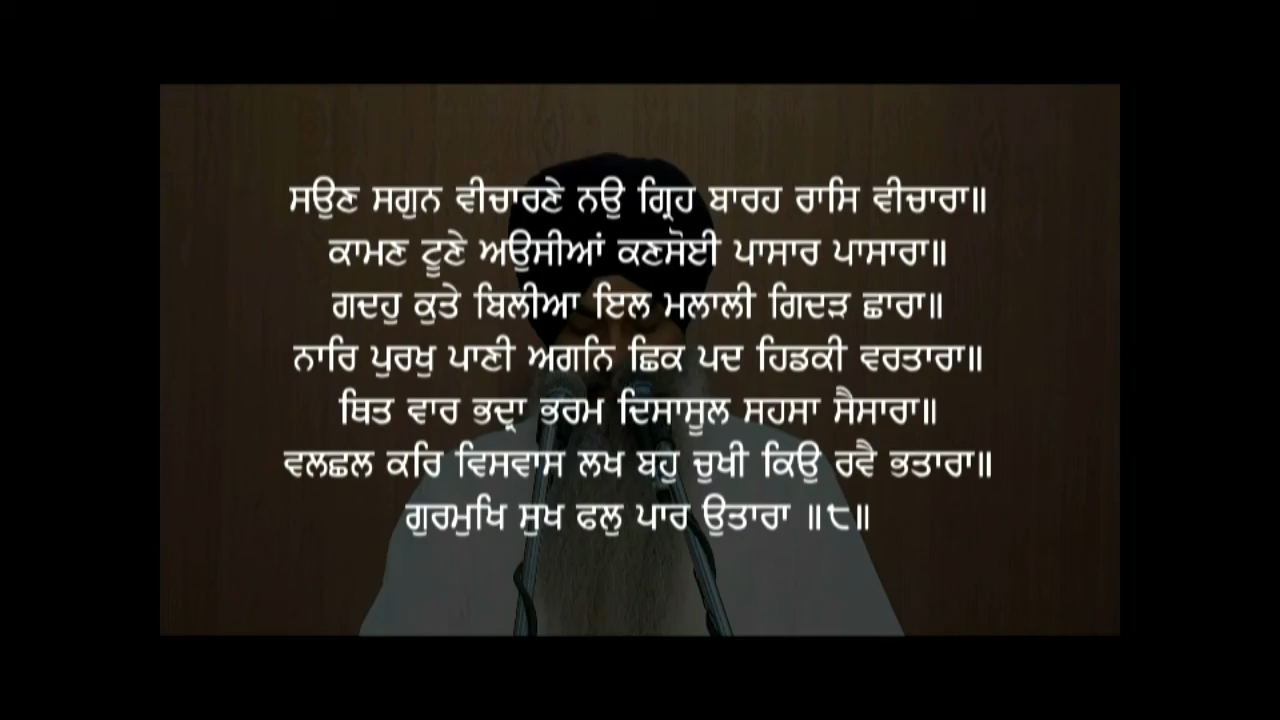 ਸਉਣ ਸਗੁਨ ਵੀਚਾਰਣੇ ਨਉ ਗ੍ਰਿਹ ਬਾਰਹ ਰਾਸਿ ਵੀਚਾਰਾ॥
ਕਾਮਣ ਟੂਣੇ ਅਉਸੀਆਂ ਕਣਸੋਈ ਪਾਸਾਰ ਪਾਸਾਰਾ॥
ਗਦਹੁ ਕੁਤੇ ਬਿਲੀਆ ਇਲ ਮਲਾਲੀ ਗਿਦੜ ਛਾਰਾ॥
ਨਾਰਿ ਪੁਰਖੁ ਪਾਣੀ ਅਗਨਿ ਛਿਕ ਪਦ ਹਿਡਕੀ ਵਰਤਾਰਾ॥
ਥਿਤ ਵਾਰ ਭਦ੍ਰਾ ਭਰਮ ਦਿਸਾਸੂਲ ਸਹਸਾ ਸੈਸਾਰਾ॥
ਵਲਛਲ ਕਰਿ ਵਿਸਵਾਸ ਲਖ ਬਹੁ ਚੁਖੀ ਕਿਉ ਰਵੈ ਭਤਾਰਾ॥
ਗੁਰਮੁਖਿ ਸੁਖ ਫਲੁ ਪਾਰ ਉਤਾਰਾ ॥੮॥